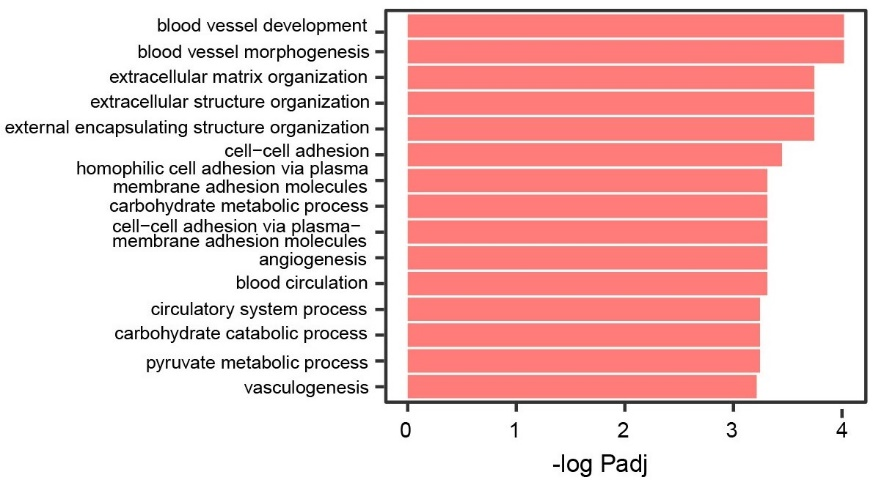 blood vessel development
blood vessel morphogenesis
extracellular matrix organization
extracellular structure organization
external encapsulating structure organization
cell−cell adhesion
homophilic cell adhesion via plasma
membrane adhesion molecules
carbohydrate metabolic process
cell−cell adhesion via plasma−
membrane adhesion molecules
angiogenesis
blood circulation
circulatory system process
carbohydrate catabolic process
pyruvate metabolic process
vasculogenesis
0 1 2 3 4
-log Padj